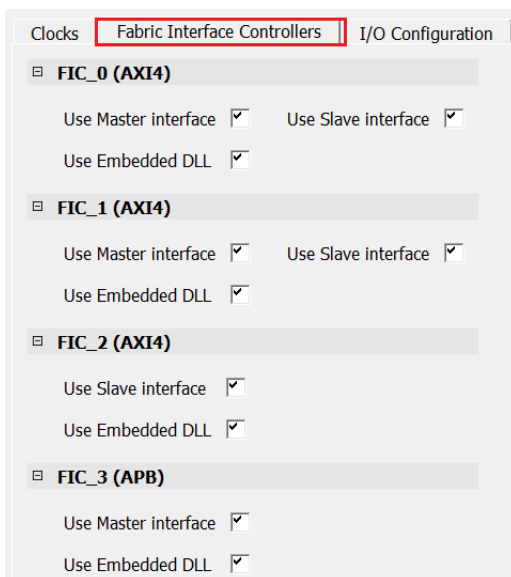 Clocks Fabric Interface Controllers I/O Configuration
FIC_0 (AXI4)
Use Master interface Use Slave interface
Use Embedded DLL
FIC_1 (AXI4)
Use Master interface Use Slave interface
Use Embedded DLL
FIC_2 (AXI4)
Use Slave interface
Use Embedded DLL
FIC_3 (APB)
Use Master interface
Use Embedded DLL